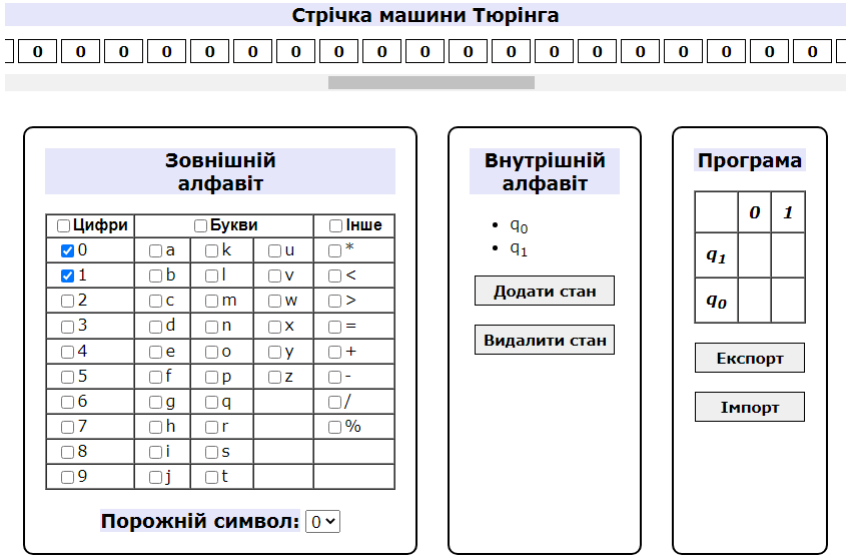 Стрічка машини Тюрінга
0 0 0 0 0 0 0 0 0 0 0 0 0 0 0 0 0 0 0
Зовнішній
алфавіт
Цифри Букви Інше
0 a k u *
1 b l v <
2 c m w >
3 d n x =
4 e o y +
5 f p z -
6 g q /
7 h r %
8 i s
9 j t
Порожній символ: 0
Внутрішній
алфавіт
q0
q1
Додати стан
Видалити стан
Програма
0 1
q1
q0
Експорт
Імпорт